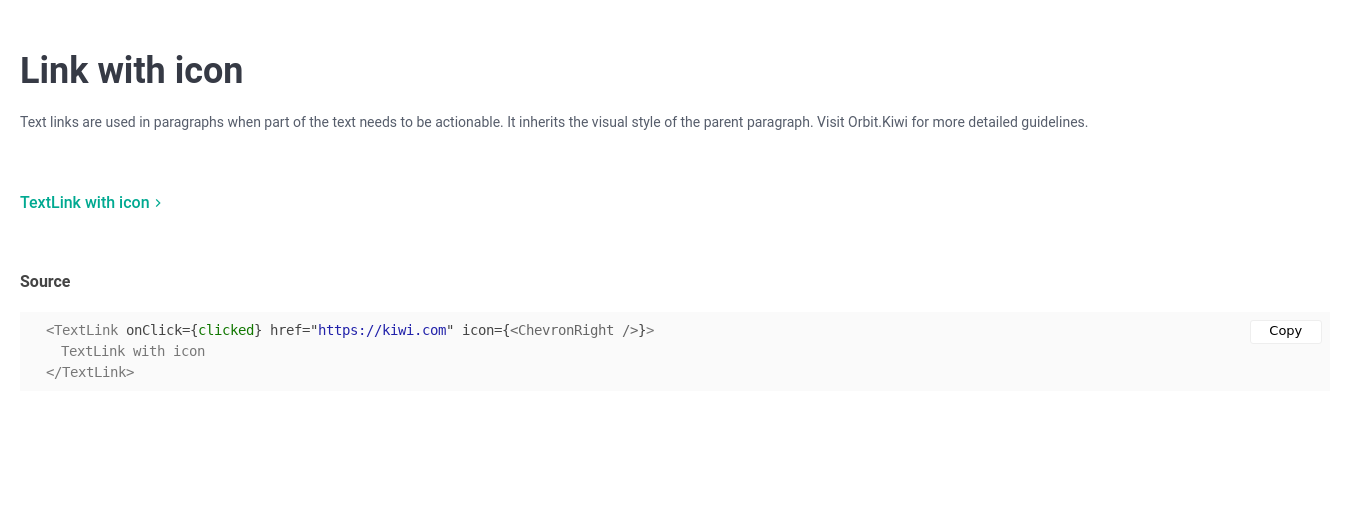 Link with icon
Text links are used in paragraphs when part of the text needs to be actionable. It inherits the visual style of the parent paragraph. Visit Orbit.Kiwi for more detailed guidelines.
TextLink with icon
Source
<TextLink onClick={clicked} href="https://kiwi.com" icon={<ChevronRight />}>
Copy
TextLink with icon
</TextLink>